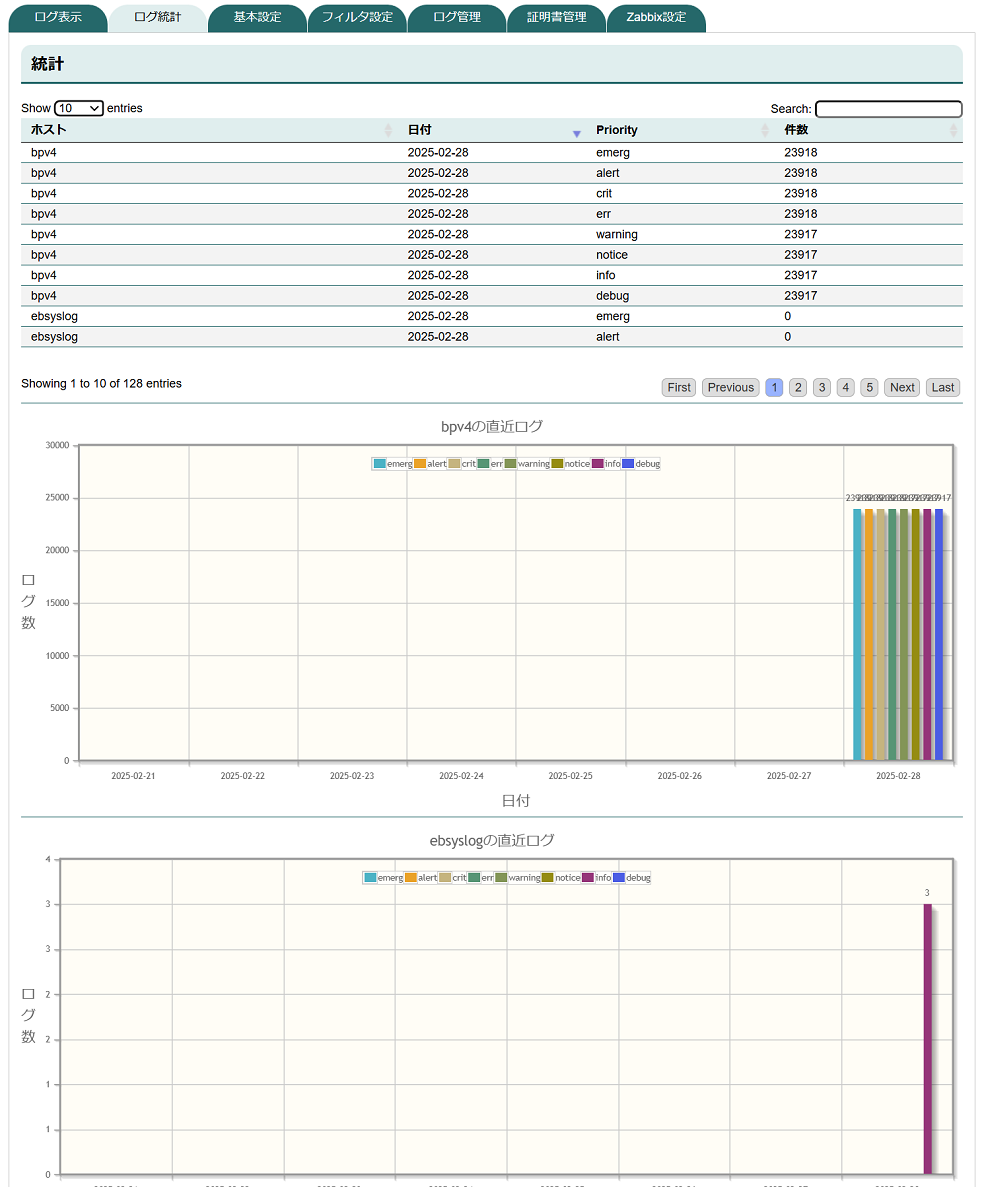 ログ表示 ログ統計 基本設定 フィルタ設定 ログ管理 証明書管理 Zabbix設定
統計
Show 10 entries Search:
ホスト 日付 Priority 件数
bpv4 2025-02-28 emerg 23918
bpv4 2025-02-28 alert 23918
bpv4 2025-02-28 crit 23918
bpv4 2025-02-28 err 23918
bpv4 2025-02-28 warning 23917
bpv4 2025-02-28 notice 23917
bpv4 2025-02-28 info 23917
bpv4 2025-02-28 debug 23917
ebsyslog 2025-02-28 emerg 0
ebsyslog 2025-02-28 alert 0
Showing 1 to 10 of 128 entries First Previous 1 2 3 4 5 Next Last
bpv4の直近ログ
emerg alert crit err warning notice info debug
30000
25000
20000
15000
10000
5000
0
ログ数
2025-02-21 2025-02-22 2025-02-23 2025-02-24 2025-02-25 2025-02-26 2025-02-27 2025-02-28
日付
ebsyslogの直近ログ
emerg alert crit err warning notice info debug
3
4
3
3
2
2
1
1
0
ログ数